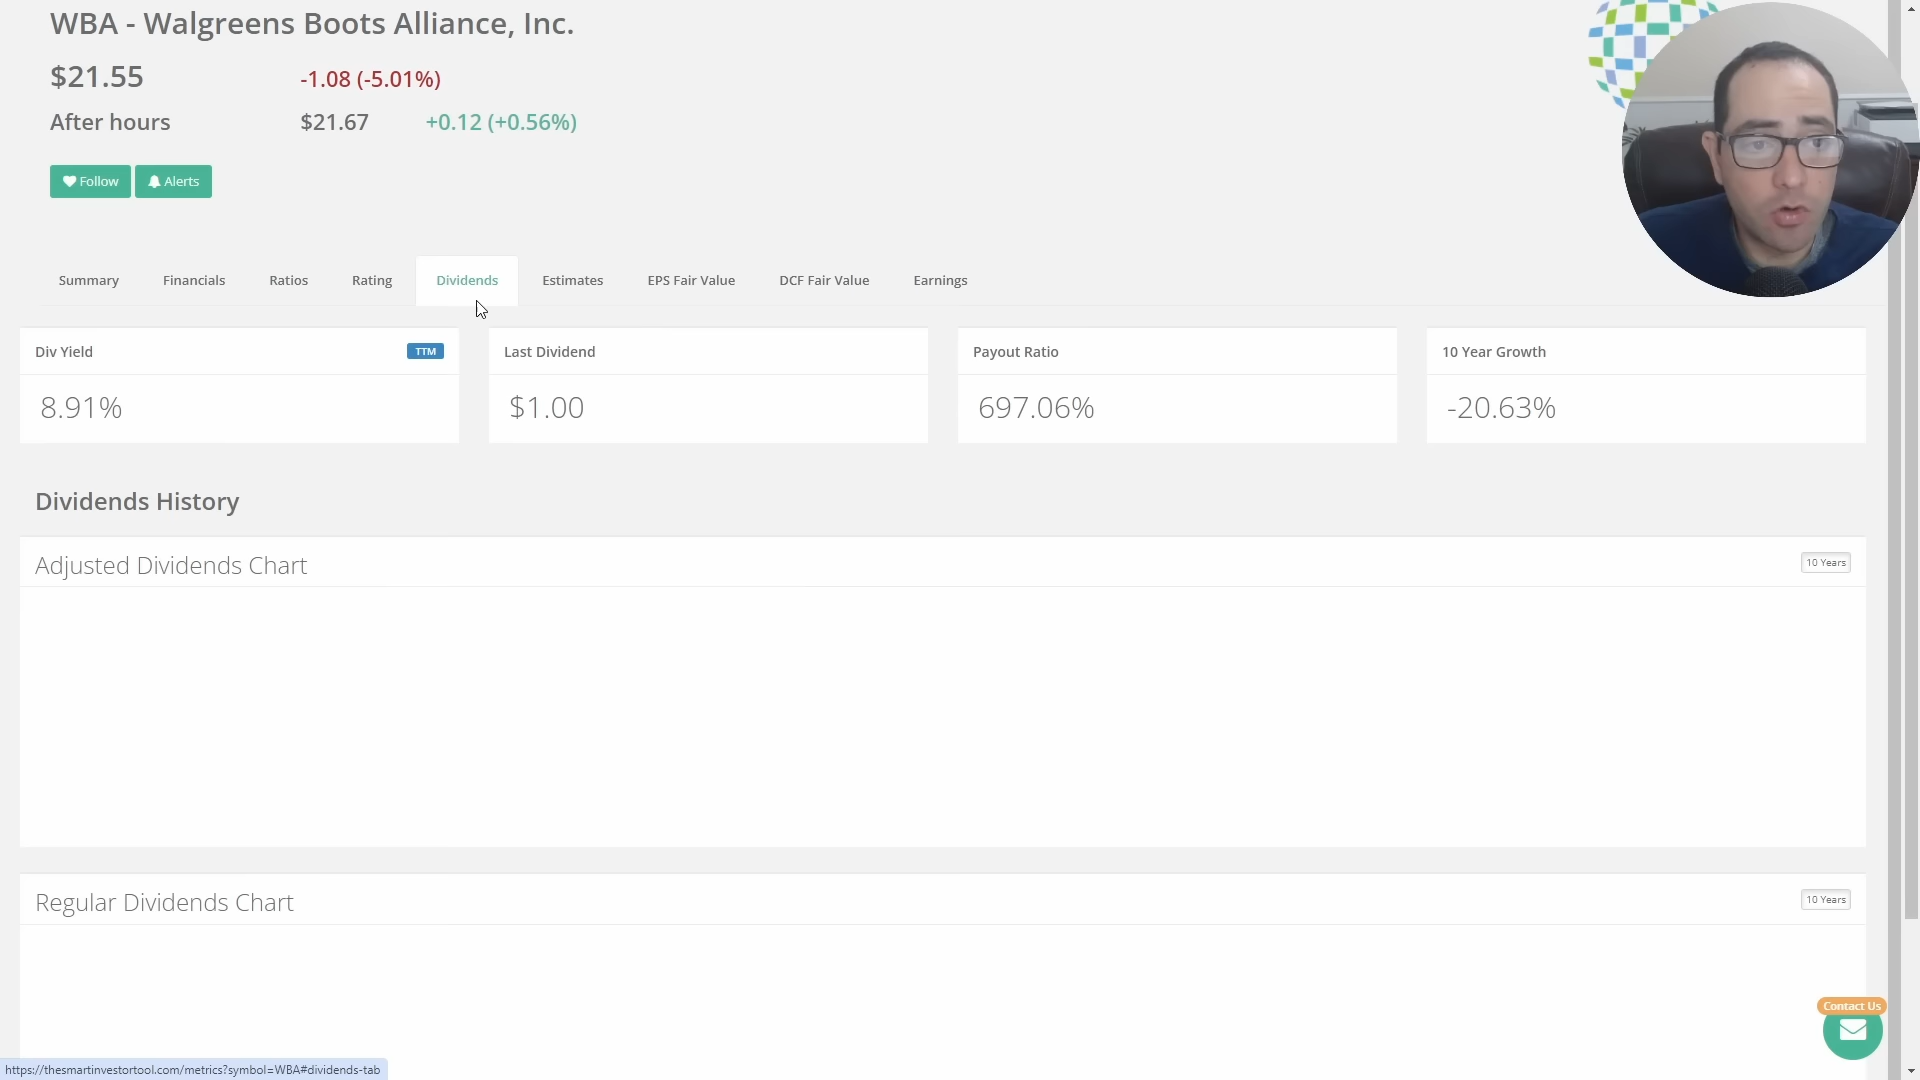 WBA - Walgreens Boots Alliance, Inc.
$21.55 -1.08 (-5.01%)
After hours $21.67 +0.12 (+0.56%)
Follow Alerts
Summary Financials Ratios Rating Dividends Estimates EPS Fair Value DCF Fair Value Earnings
Div Yield TTM Last Dividend Payout Ratio 10 Year Growth
8.91% $1.00 697.06% -20.63%
Dividends History
Adjusted Dividends Chart 10 Years
Regular Dividends Chart 10 Years
Contact Us
https://thesmartinvestortool.com/metrics?symbol=WBA#dividends-tab